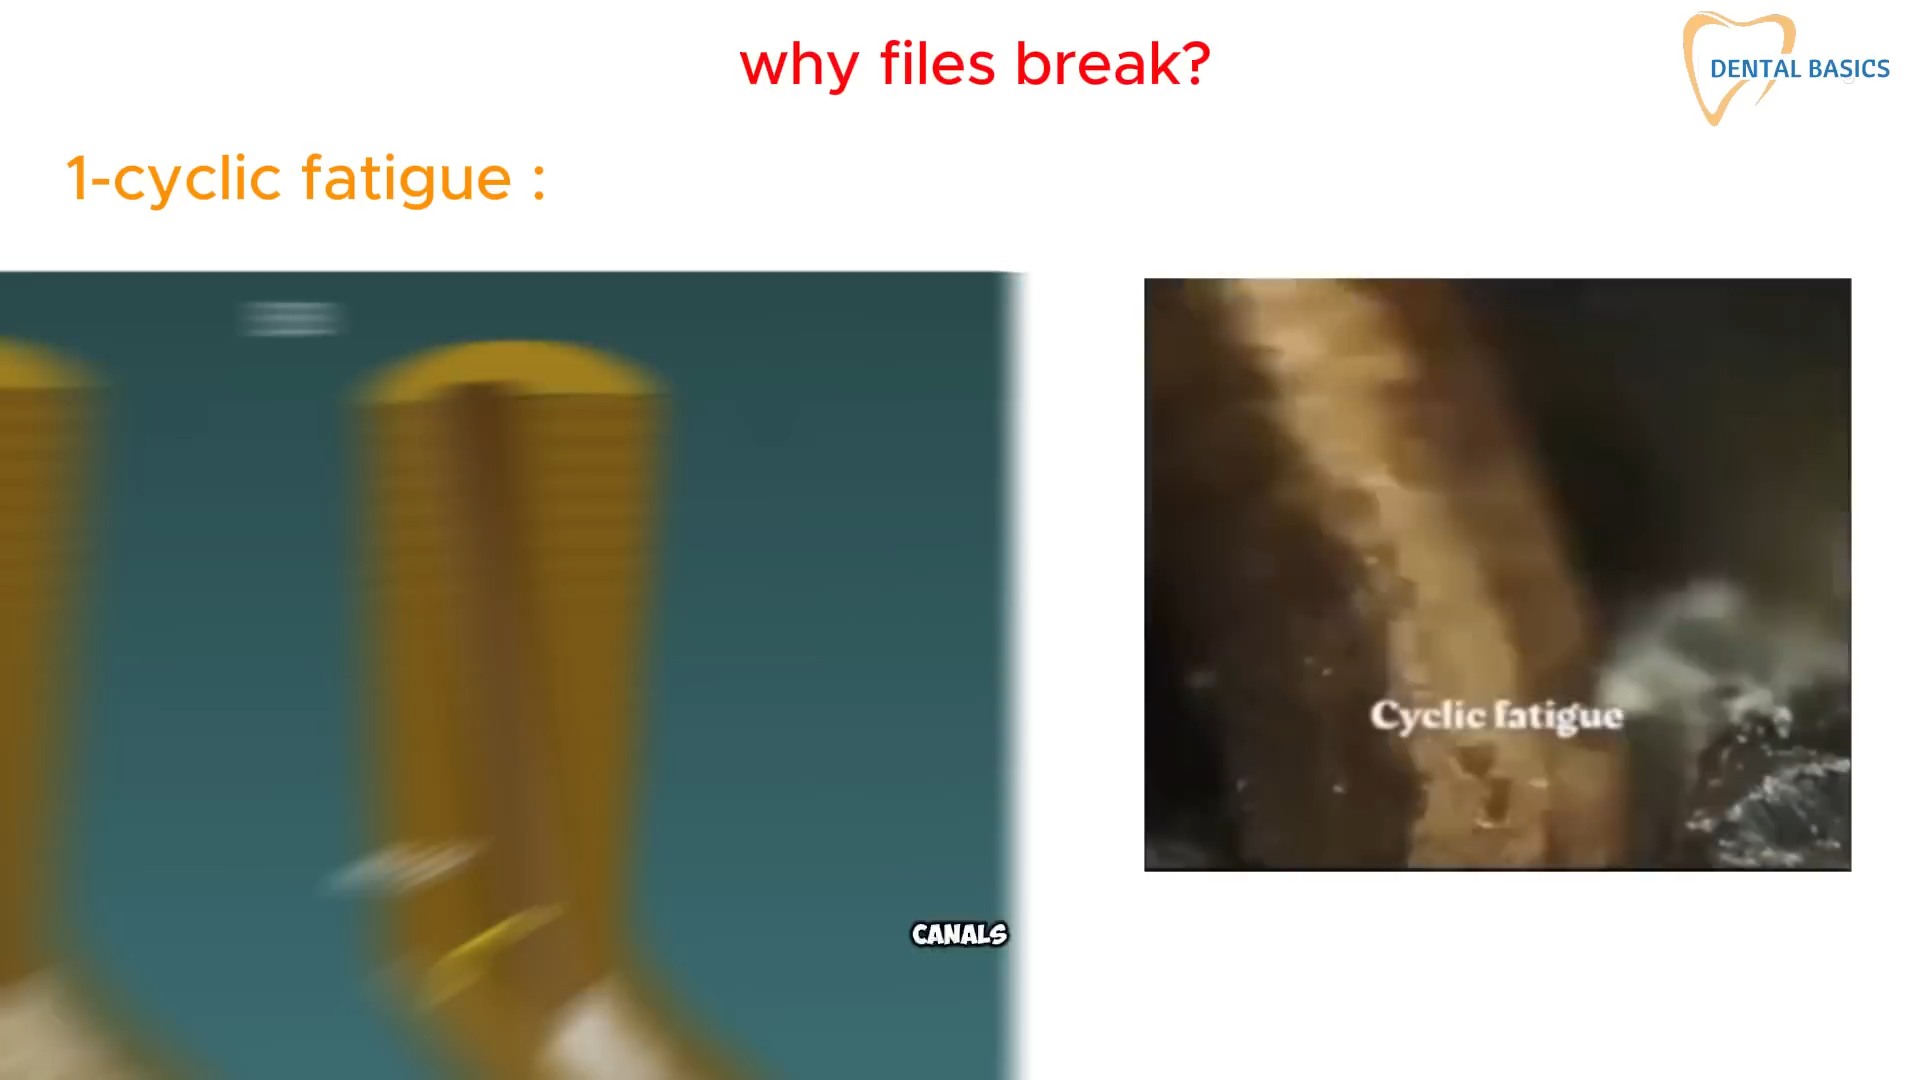 why files break?
DENTAL BASICS
1-cyclic fatigue :
Cyclic fatigue
CANALS